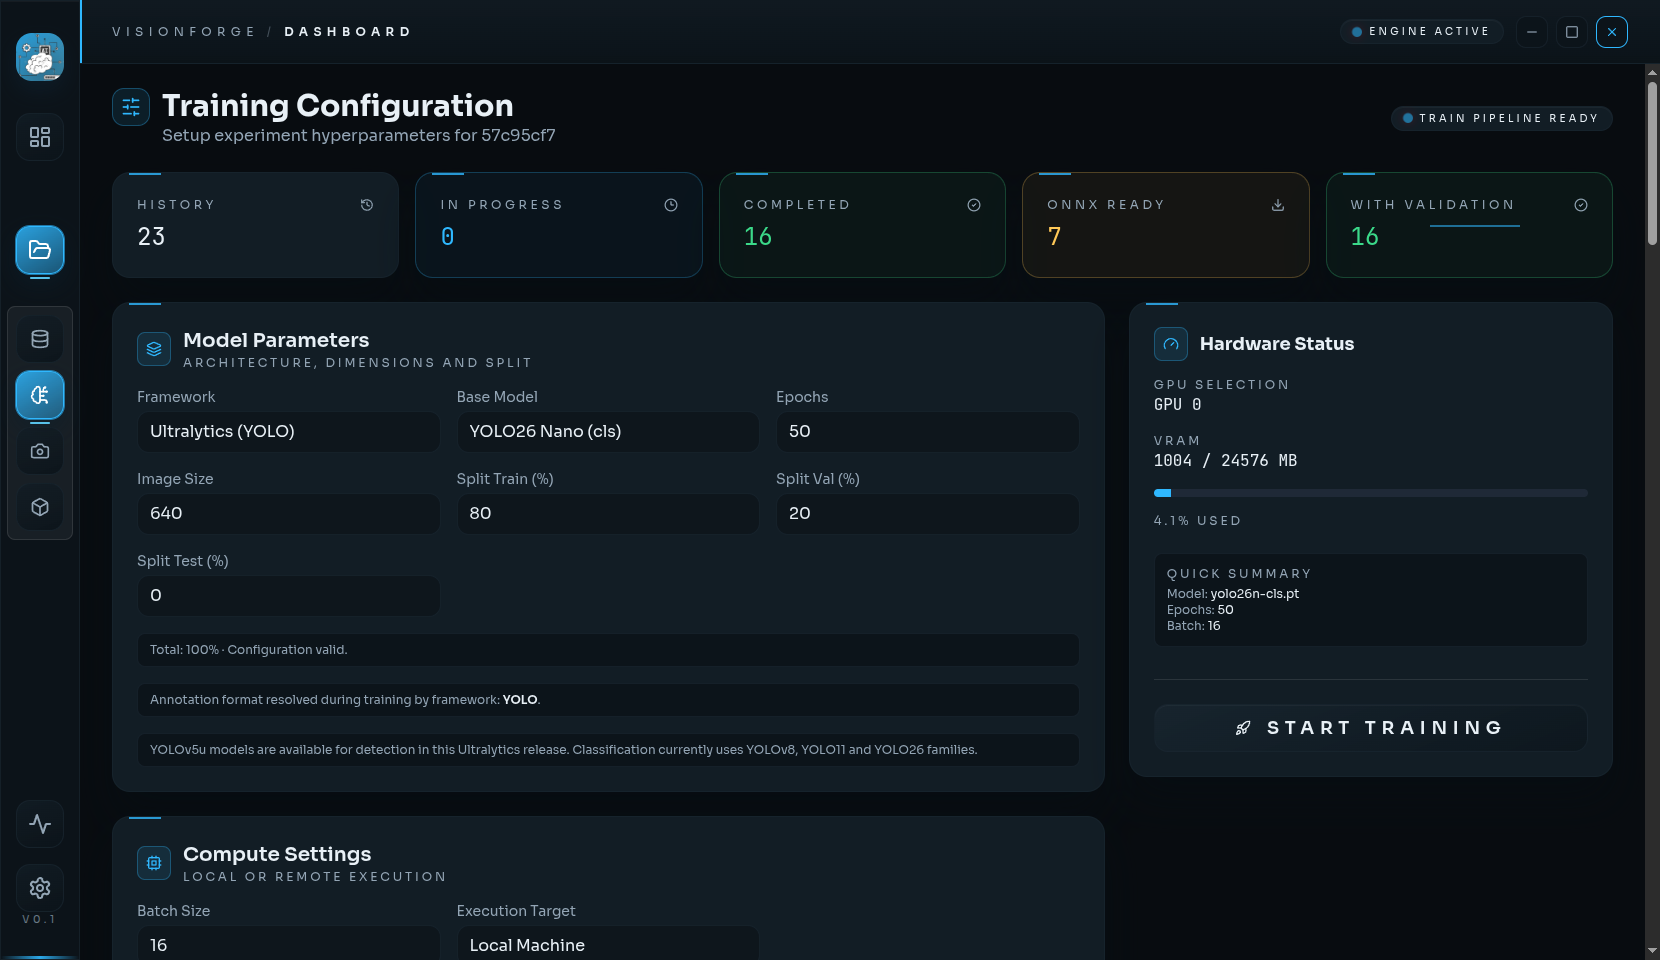 VISIONFORGE / DASHBOARD
ENGINE ACTIVE
Training Configuration
Setup experiment hyperparameters for 57c95cf7
TRAIN PIPELINE READY
HISTORY
23
IN PROGRESS
0
COMPLETED
16
ONNX READY
7
WITH VALIDATION
16
Model Parameters
ARCHITECTURE, DIMENSIONS AND SPLIT
Framework
Ultralytics (YOLO)
Base Model
YOLO26 Nano (cls)
Epochs
50
Image Size
640
Split Train (%)
80
Split Val (%)
20
Split Test (%)
0
Total: 100% · Configuration valid.
Annotation format resolved during training by framework: YOLO.
YOLOv5u models are available for detection in this Ultralytics release. Classification currently uses YOLOv8, YOLO11 and YOLO26 families.
Hardware Status
GPU SELECTION
GPU 0
VRAM
1004 / 24576 MB
4.1% USED
QUICK SUMMARY
Model: yolo26n-cls.pt
Epochs: 50
Batch: 16
START TRAINING
Compute Settings
LOCAL OR REMOTE EXECUTION
Batch Size
16
Execution Target
Local Machine
V0.1